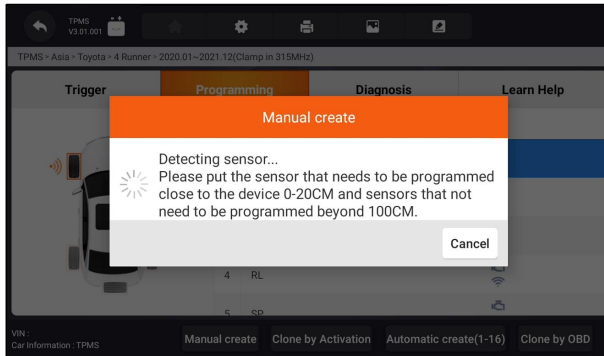 TPMS
V3.01.001
TPMS > Asia > Toyota > 4 Runner > 2020.01~2021.12(Clamp in 315MHz)
Trigger
Programming
Diagnosis
Learn Help
Manual create
Detecting sensor...
Please put the sensor that needs to be programmed
close to the device 0-20CM and sensors that not
need to be programmed beyond 100CM.
Cancel
4 RL
5 SP
VIN :
Car Information : TPMS
Manual create
Clone by Activation
Automatic create(1-16)
Clone by OBD